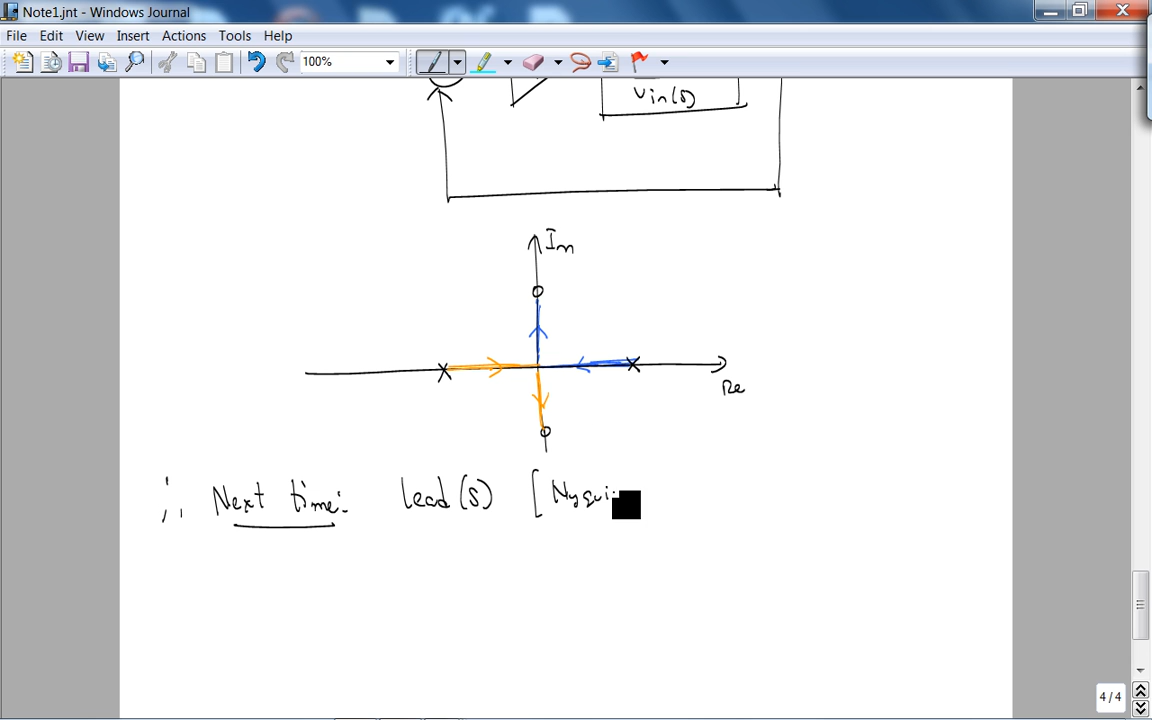 Note1.jnt - Windows Journal
File Edit View Insert Actions Tools Help
100%
Vin(s)
Im
Re
∴ Next time: lead(s) [Nyqui
4 / 4